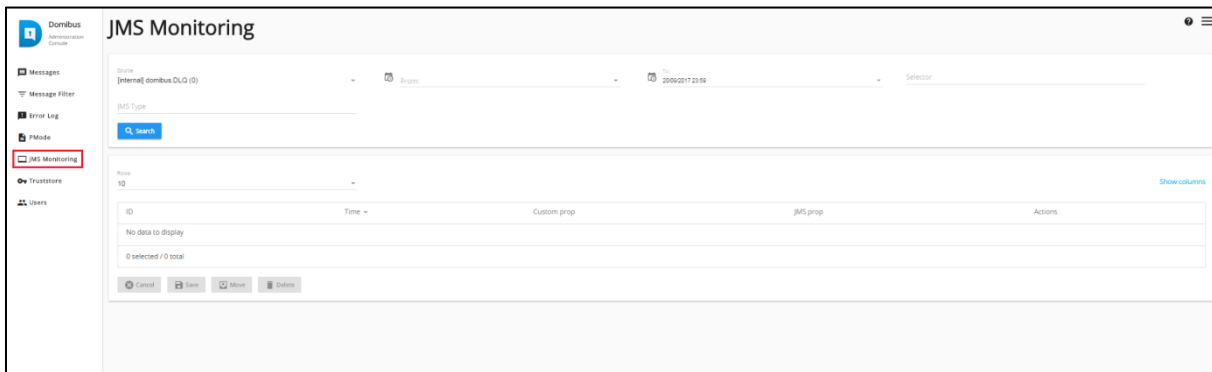 Domibus
Administration
Console
JMS Monitoring
Messages
Message Filter
Error Log
PMode
JMS Monitoring
Truststore
Users
Source
[internal] domibus.DLQ (0)
From:
To:
20/09/2017 23:59
Selector
JMS Type
Search
Rows
10
Show columns
ID Time Custom prop JMS prop Actions
No data to display
0 selected / 0 total
Cancel Save Move Delete